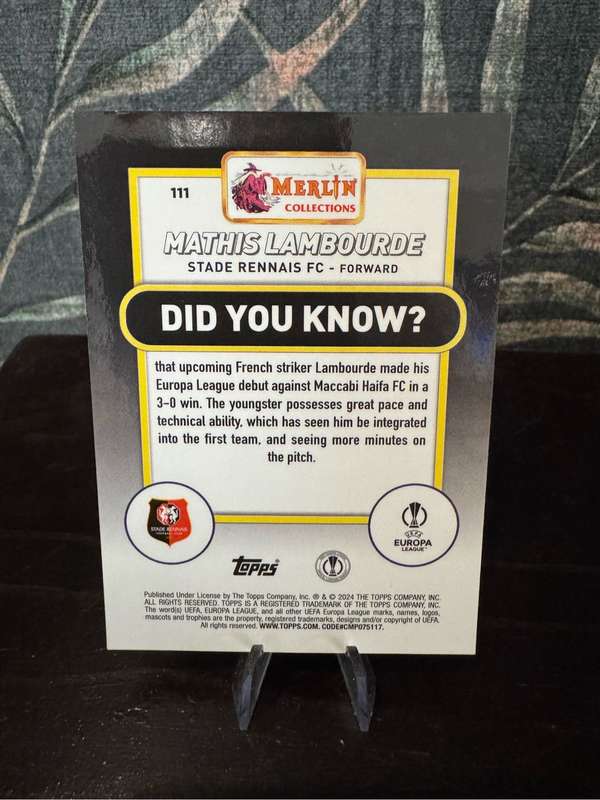 111
MERLIN
COLLECTIONS
MATHIS LAMBOURDE
STADE RENNAIS FC - FORWARD
DID YOU KNOW?
that upcoming French striker Lambourde made his
Europa League debut against Maccabi Haifa FC in a
3-0 win. The youngster possesses great pace and
technical ability, which has seen him be integrated
into the first team, and seeing more minutes on
the pitch.
STADE RENNAIS
UEFA
EUROPA
LEAGUE™
Topps
Published Under License by The Topps Company, Inc. ® & © 2024 THE TOPPS COMPANY, INC.
ALL RIGHTS RESERVED. TOPPS IS A REGISTERED TRADEMARK OF THE TOPPS COMPANY, INC.
The word(s) UEFA, EUROPA LEAGUE, and all other UEFA Europa League marks, names, logos,
mascots and trophies are the property, registered trademarks, designs and/or copyright of UEFA.
All rights reserved. WWW.TOPPS.COM. CODE#CMP075117.